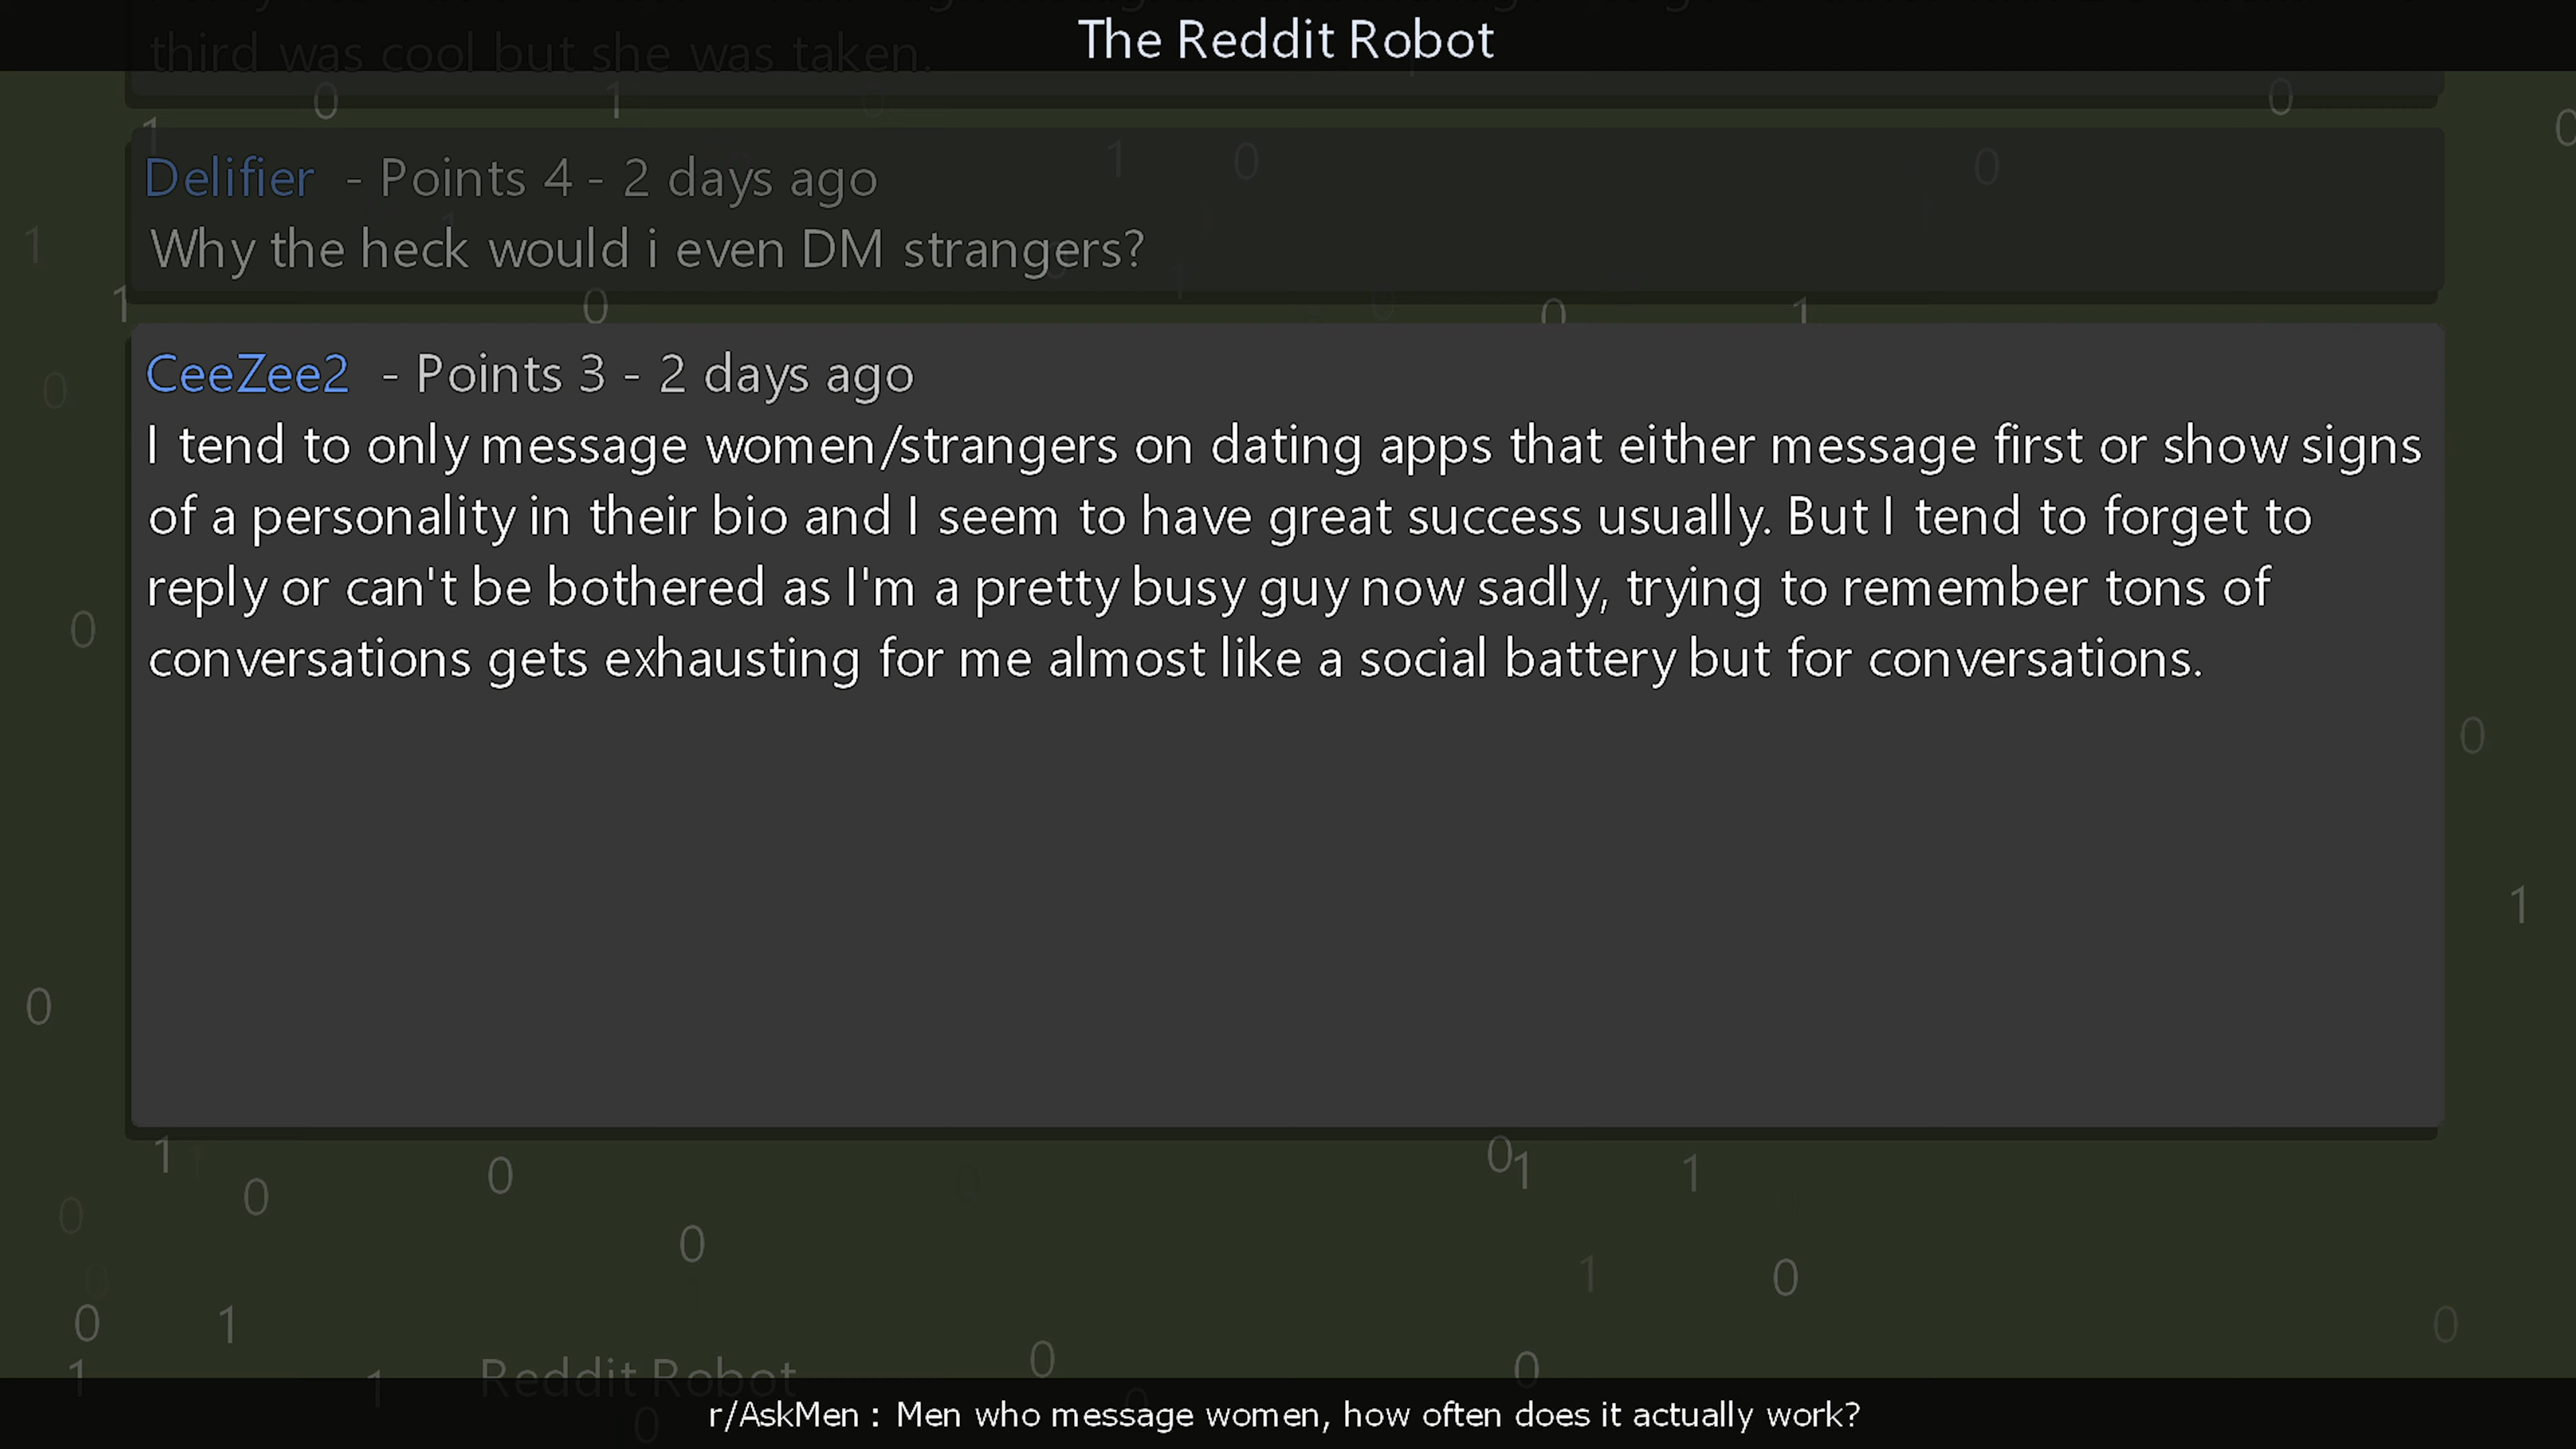 The Reddit Robot
third was cool but she was taken.
Delifier - Points 4 - 2 days ago
Why the heck would i even DM strangers?
CeeZee2 - Points 3 - 2 days ago
I tend to only message women/strangers on dating apps that either message first or show signs
of a personality in their bio and I seem to have great success usually. But I tend to forget to
reply or can't be bothered as I'm a pretty busy guy now sadly, trying to remember tons of
conversations gets exhausting for me almost like a social battery but for conversations.
Reddit Robot
r/AskMen : Men who message women, how often does it actually work?